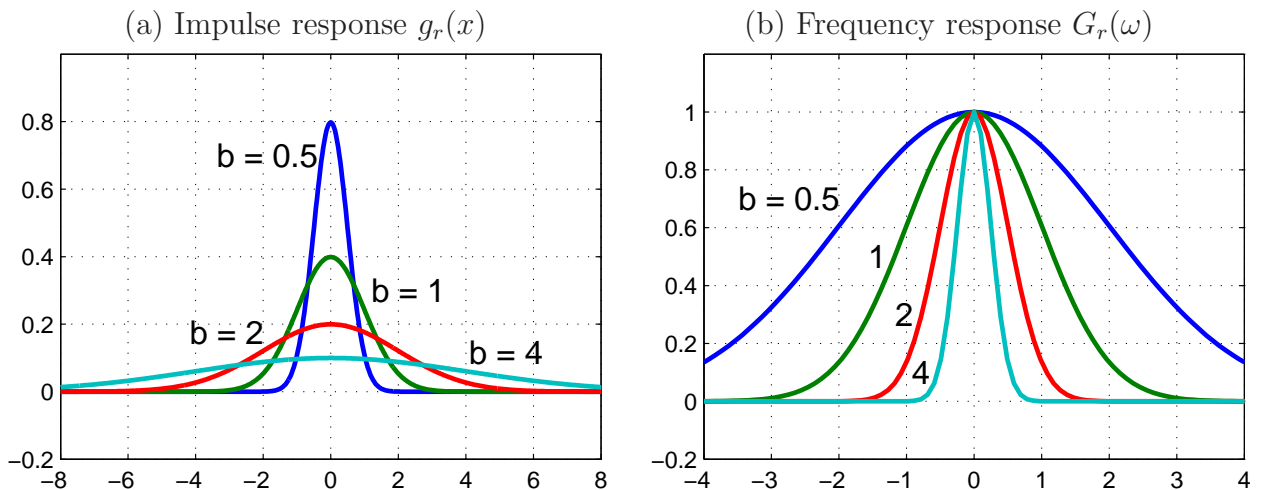 (a) Impulse response g_r(x)
0.8
0.6
0.4
0.2
0
−0.2
−8 −6 −4 −2 0 2 4 6 8
b = 0.5
b = 1
b = 2
b = 4
(b) Frequency response G_r(ω)
1
0.8
0.6
0.4
0.2
0
−0.2
−4 −3 −2 −1 0 1 2 3 4
b = 0.5
1
2
4